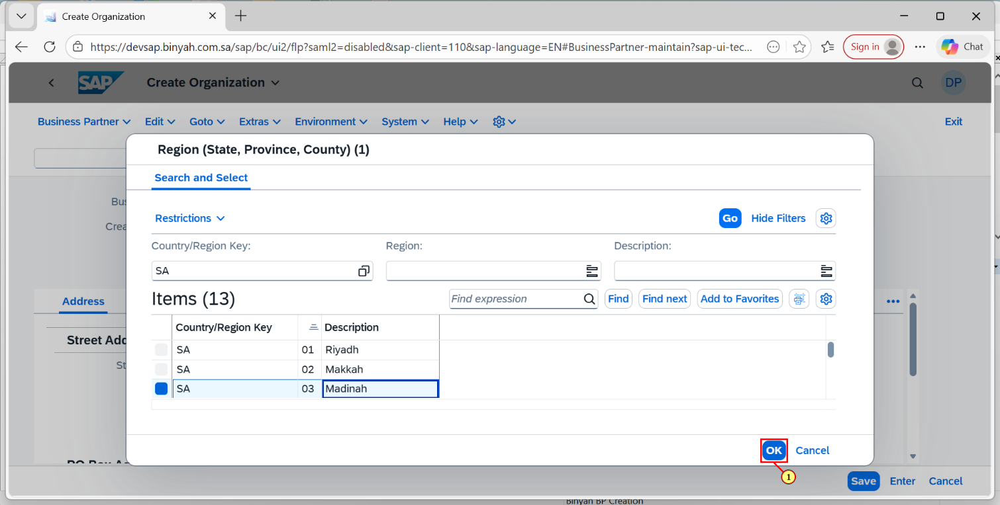 Create Organization
https://devsap.binyah.com.sa/sap/bc/ui2/flp?saml2=disabled&sap-client=110&sap-language=EN#BusinessPartner-maintain?sap-ui-tec...
Sign in
Chat
SAP
Create Organization
DP
Business Partner
Edit
Goto
Extras
Environment
System
Help
Exit
Region (State, Province, County) (1)
Search and Select
Bus
Restrictions
Go
Hide Filters
Crea
Country/Region Key:
Region:
Description:
SA
Items (13)
Find expression
Find
Find next
Add to Favorites
Address
Country/Region Key
Description
Street Add
SA 01 Riyadh
St
SA 02 Makkah
SA 03 Madinah
OK
Cancel
PO Box Ad
1
Save
Enter
Cancel
Binyan BP Creation